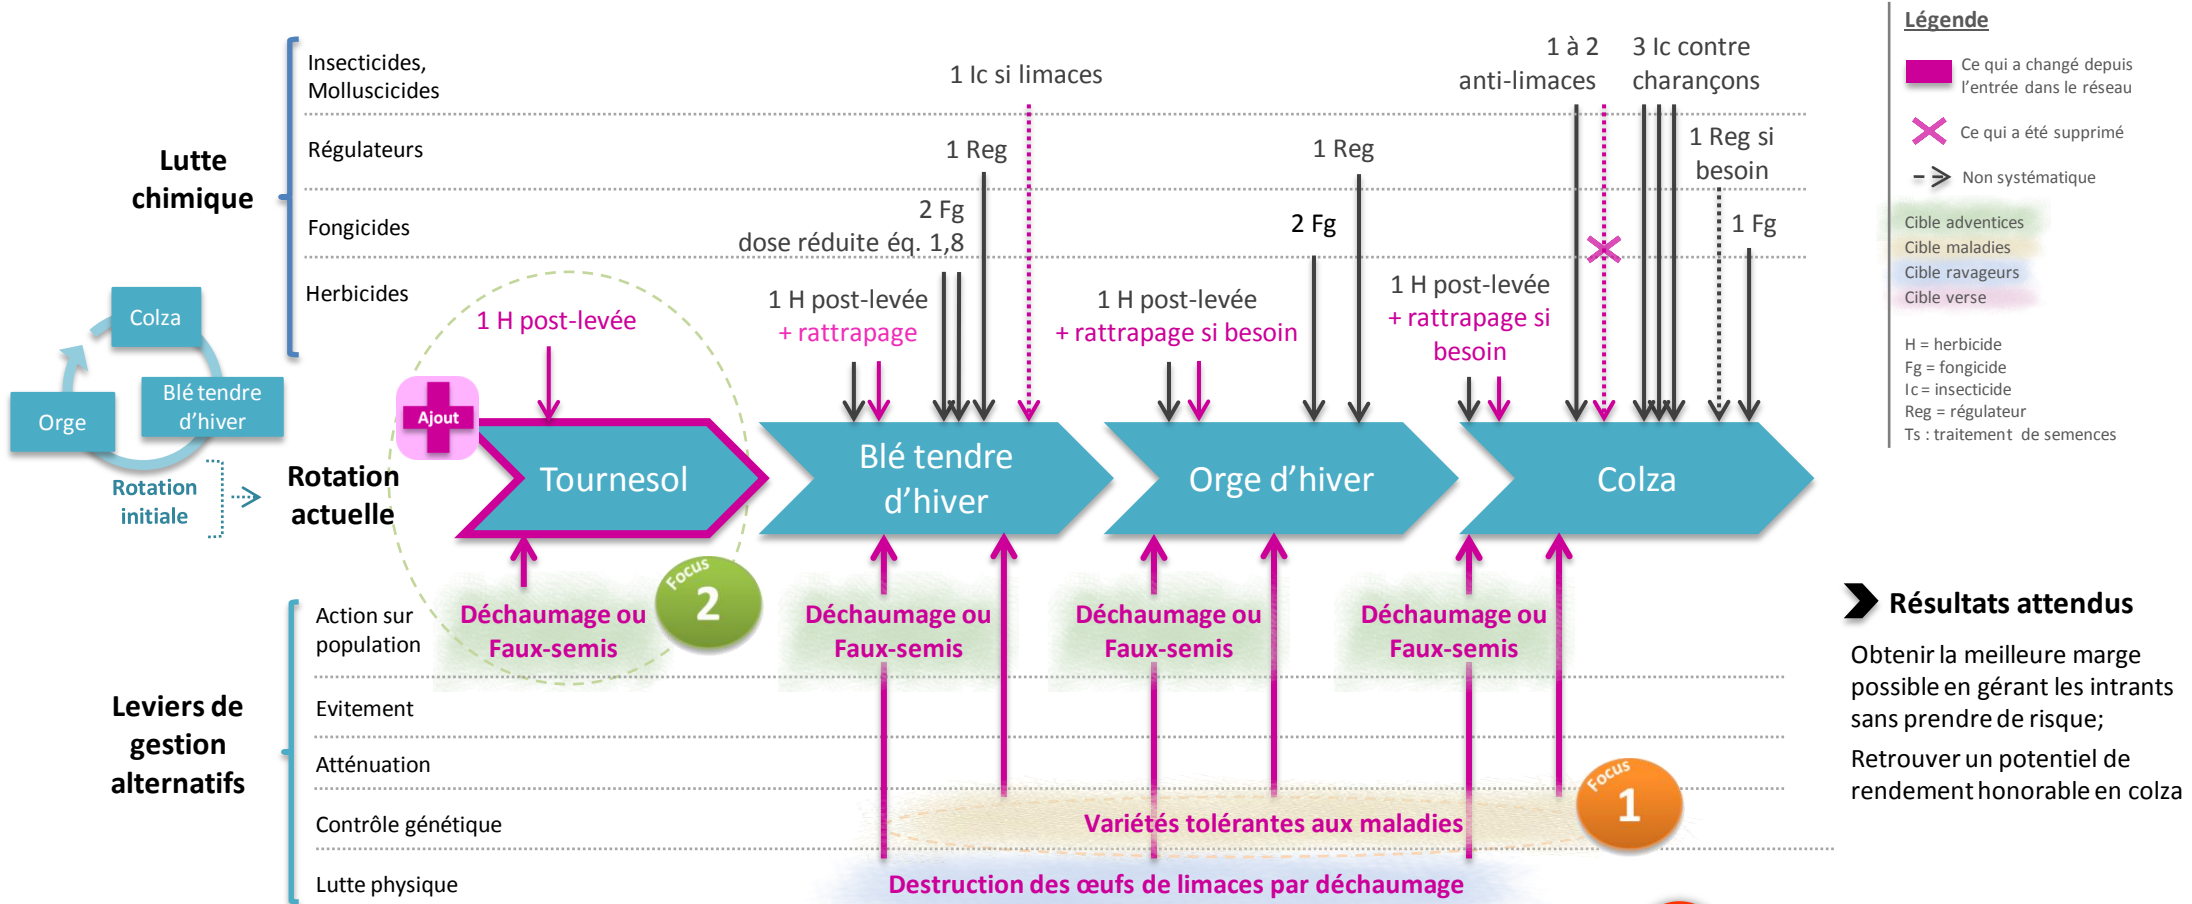 Légende
Ce qui a changé depuis
l'entrée dans le réseau
Ce qui a été supprimé
Non systématique
Cible adventices
Cible maladies
Cible ravageurs
Cible verse
H = herbicide
Fg = fongicide
Ic = insecticide
Reg = régulateur
Ts : traitement de semences
Lutte
chimique
Insecticides,
Molluscicides
1 Ic si limaces
1 à 2
anti-limaces
3 Ic contre
charançons
Régulateurs
1 Reg
1 Reg
1 Reg si
besoin
Fongicides
2 Fg
dose réduite éq. 1,8
2 Fg
1 Fg
Herbicides
1 H post-levée
1 H post-levée
+ rattrapage
1 H post-levée
+ rattrapage si besoin
1 H post-levée
+ rattrapage si
besoin
Colza
Blé tendre
d'hiver
Orge
Rotation
initiale
Rotation
actuelle
Ajout
Tournesol
Blé tendre
d'hiver
Orge d'hiver
Colza
Leviers de
gestion
alternatifs
Action sur
population
Déchaumage ou
Faux-semis
Focus
2
Déchaumage ou
Faux-semis
Déchaumage ou
Faux-semis
Déchaumage ou
Faux-semis
Evitement
Atténuation
Contrôle génétique
Variétés tolérantes aux maladies
Focus
1
Lutte physique
Destruction des œufs de limaces par déchaumage
Résultats attendus
Obtenir la meilleure marge
possible en gérant les intrants
sans prendre de risque;
Retrouver un potentiel de
rendement honorable en colza